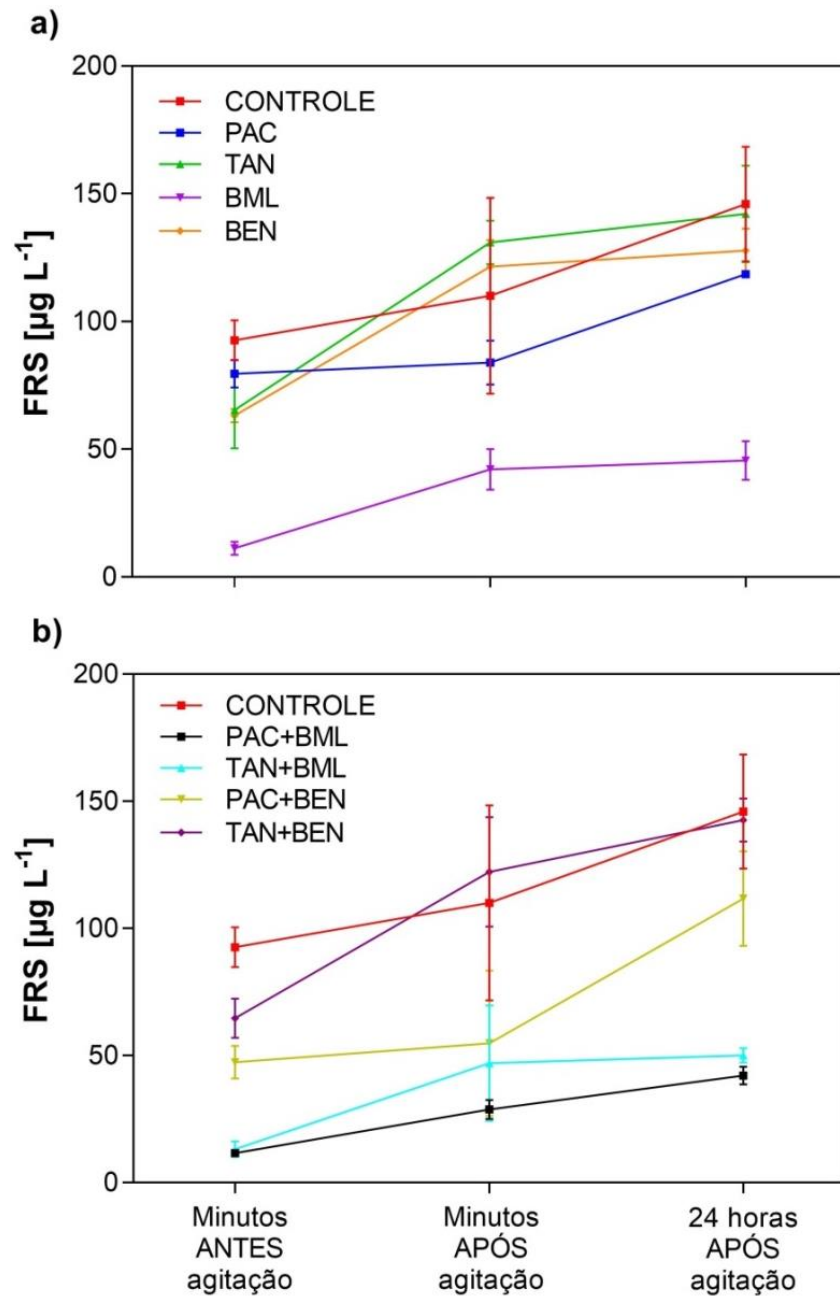 a)
200
150
100
50
0
FRS [µg L⁻¹]
CONTROLE
PAC
TAN
BML
BEN
b)
200
150
100
50
0
FRS [µg L⁻¹]
CONTROLE
PAC+BML
TAN+BML
PAC+BEN
TAN+BEN
Minutos
ANTES
agitação
Minutos
APÓS
agitação
24 horas
APÓS
agitação